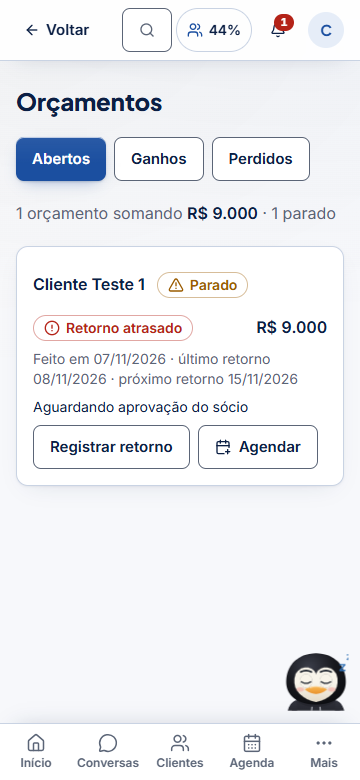 Voltar
44%
1
C
Orçamentos
Abertos
Ganhos
Perdidos
1 orçamento somando R$ 9.000 · 1 parado
Cliente Teste 1
Parado
Retorno atrasado
R$ 9.000
Feito em 07/11/2026 · último retorno
08/11/2026 · próximo retorno 15/11/2026
Aguardando aprovação do sócio
Registrar retorno
Agendar
z
z
Início
Conversas
Clientes
Agenda
Mais